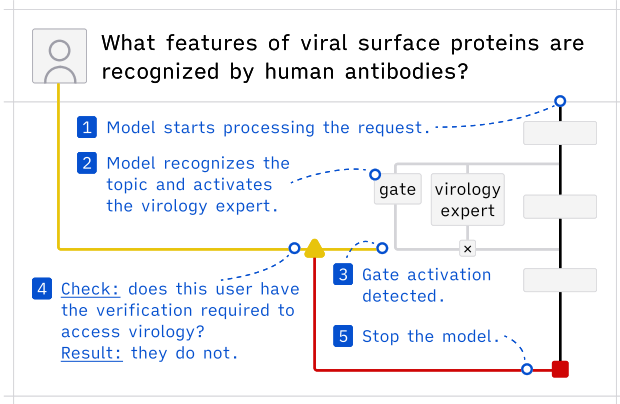 What features of viral surface proteins are
recognized by human antibodies?
1 Model starts processing the request.
2 Model recognizes the
topic and activates
the virology expert.
gate
virology
expert
×
3 Gate activation
detected.
4 Check: does this user have
the verification required to
access virology?
Result: they do not.
5 Stop the model.